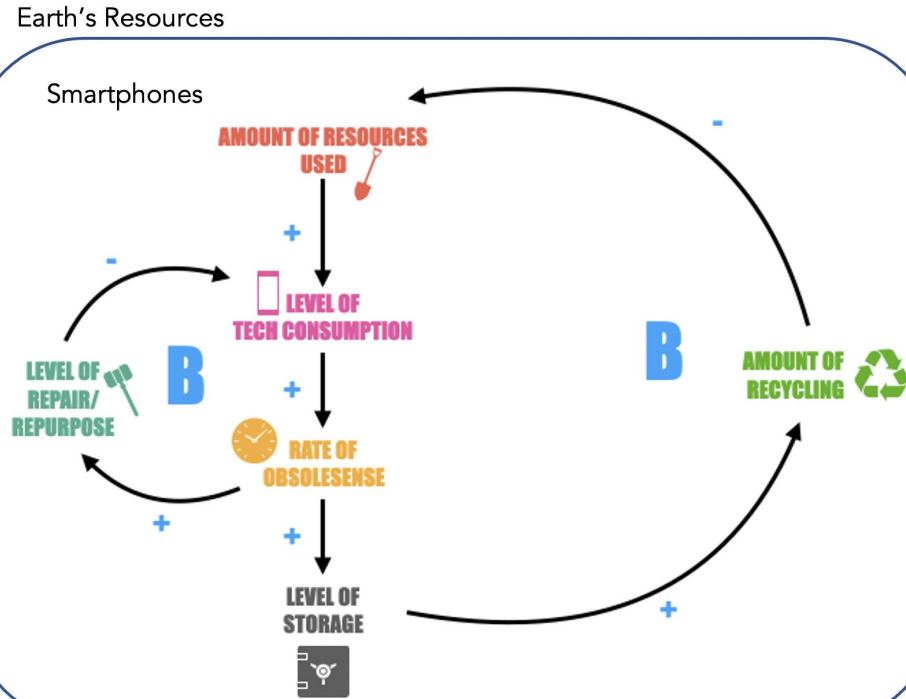 Earth's Resources
Smartphones
-
AMOUNT OF RESOURCES
USED
+
-
LEVEL OF
TECH CONSUMPTION
B
AMOUNT OF
RECYCLING
LEVEL OF
REPAIR/
REPURPOSE
B
+
RATE OF
OBSOLESENSE
+
+
LEVEL OF
STORAGE
+